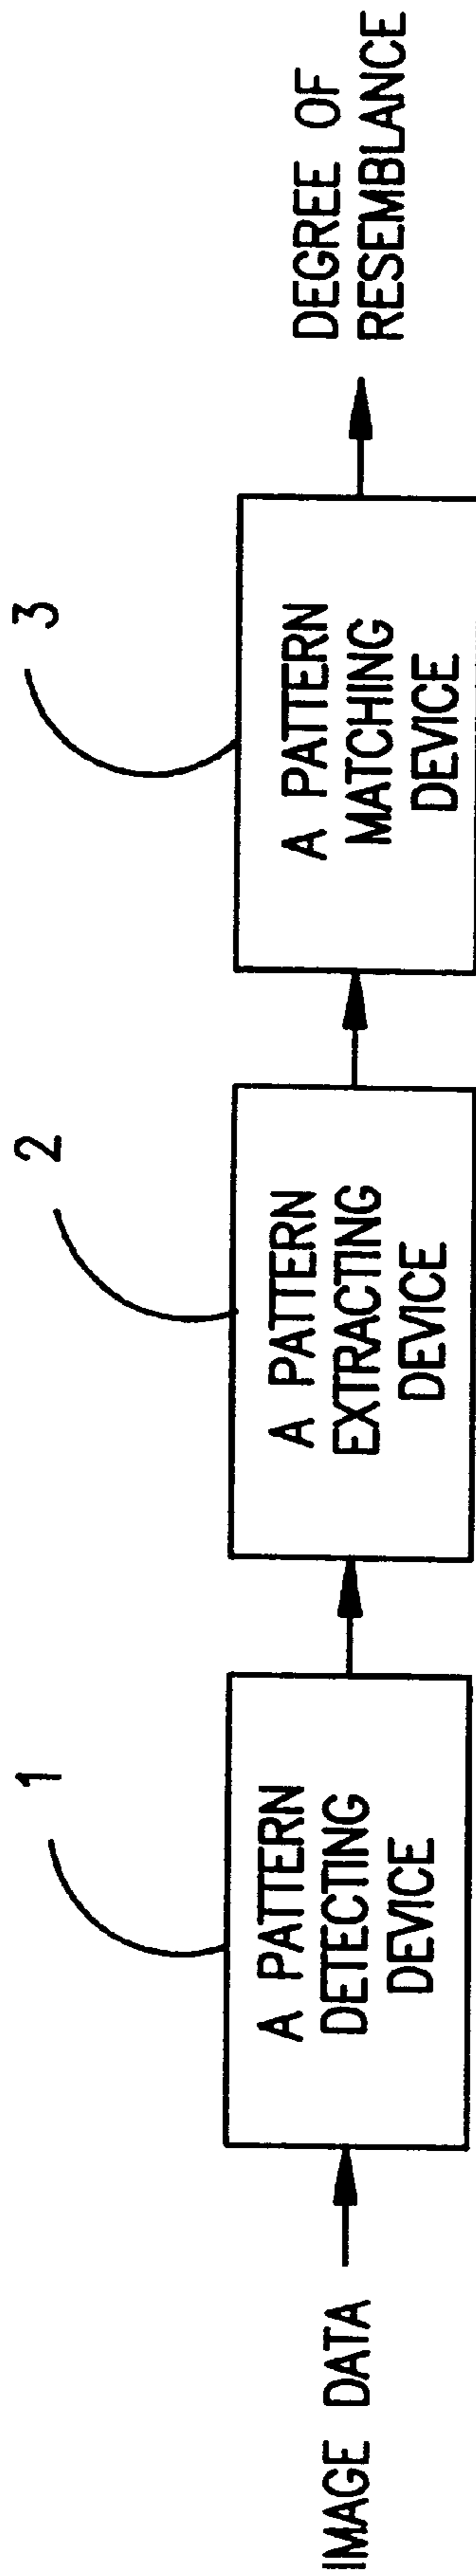 IMAGE DATA
1
A PATTERN
DETECTING
DEVICE
2
A PATTERN
EXTRACTING
DEVICE
3
A PATTERN
MATCHING
DEVICE
DEGREE OF
RESEMBLANCE